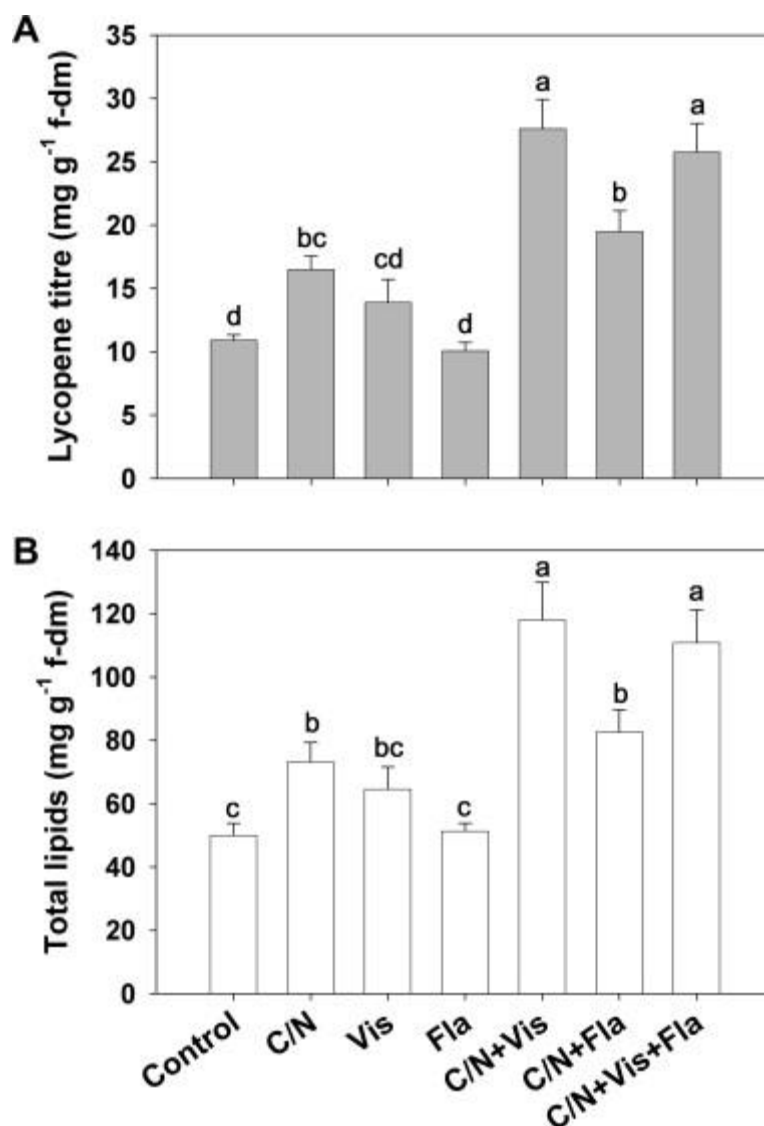 A
Lycopene titre (mg g⁻¹ f-dm)
35
30
25
20
15
10
5
0
d
bc
cd
d
a
b
a
B
Total lipids (mg g⁻¹ f-dm)
140
120
100
80
60
40
20
0
c
b
bc
c
a
b
a
Control
C/N
Vis
Fla
C/N+Vis
C/N+Fla
C/N+Vis+Fla